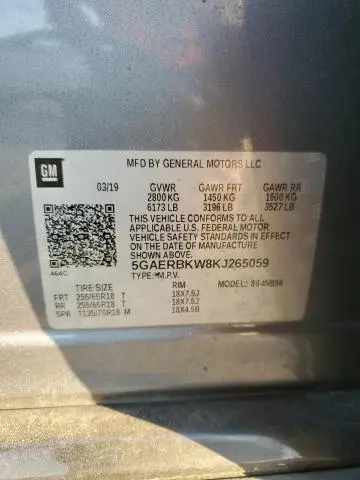 GM
MFD BY GENERAL MOTORS LLC
03/19 GVWR GAWR FRT GAWR RR
2800 KG 1450 KG 1600 KG
6173 LB 3196 LB 3527 LB
THIS VEHICLE CONFORMS TO ALL
APPLICABLE U.S. FEDERAL MOTOR
VEHICLE SAFETY STANDARDS IN EFFECT
ON THE DATE OF MANUFACTURE SHOWN
ABOVE.
5GAERBKW8KJ265059
464C TYPE: M.P.V.
TIRE SIZE RIM MODEL: 894NB56
FRT 255/65R18 T 18X7.5J
RR 255/65R18 T 18X7.5J
SPA T135/70R18 M 18X4.5B